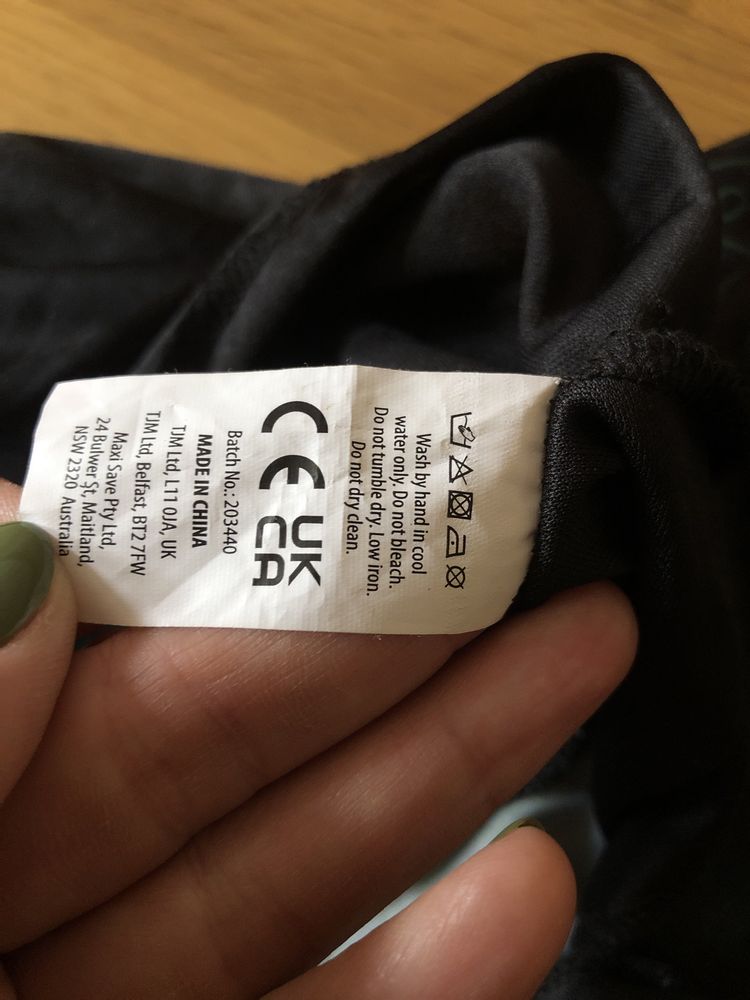 Wash by hand in cool
water only. Do not bleach.
Do not tumble dry. Low iron.
Do not dry clean.
CE UK
CA
Batch No.: 203440
MADE IN CHINA
TJM Ltd, L11 0JA, UK
TJM Ltd, Belfast, BT2 7FW
Maxi Save Pty Ltd,
24 Bulwer St, Maitland,
NSW 2320 Australia